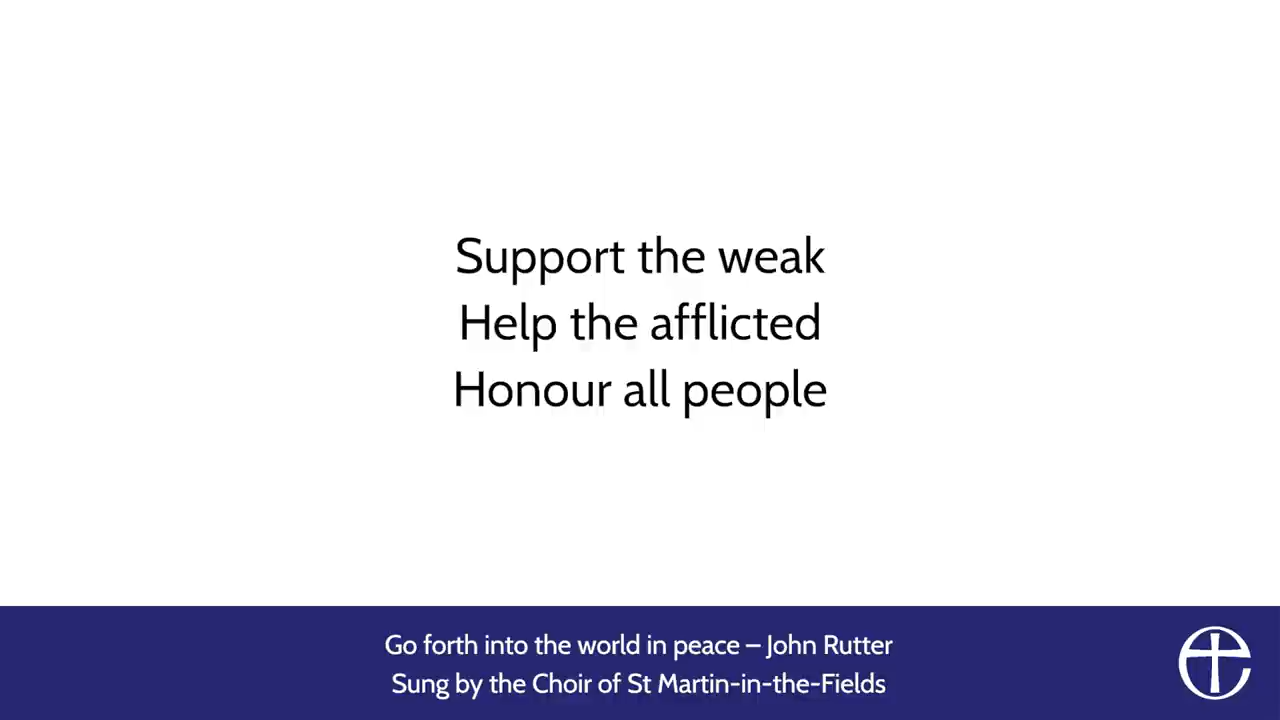 Support the weak
Help the afflicted
Honour all people
Go forth into the world in peace – John Rutter
Sung by the Choir of St Martin-in-the-Fields